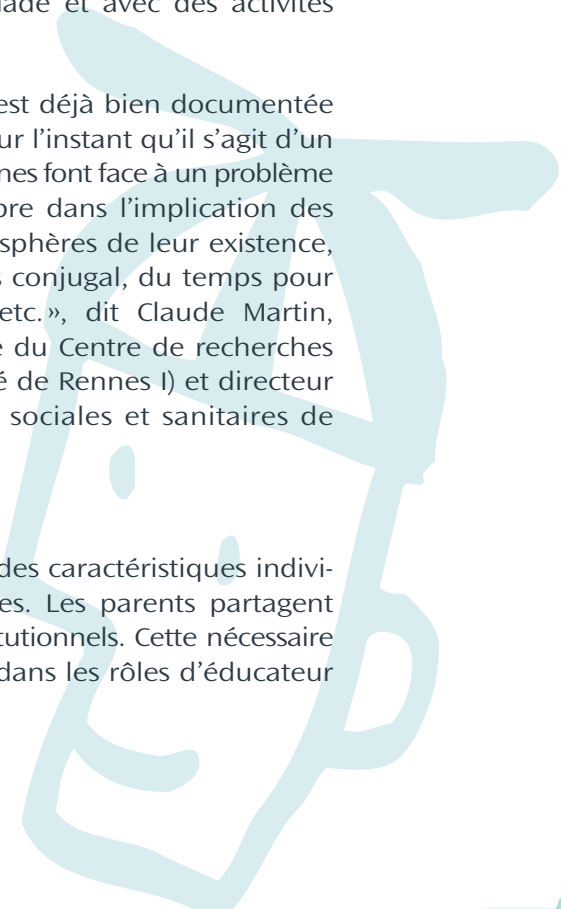 lade et avec des activités
est déjà bien documentée
ur l'instant qu'il s'agit d'un
nes font face à un problème
bre dans l'implication des
sphères de leur existence,
s conjugal, du temps pour
etc. », dit Claude Martin,
e du Centre de recherches
é de Rennes I) et directeur
sociales et sanitaires de
des caractéristiques indivi-
es. Les parents partagent
tutionnels. Cette nécessaire
dans les rôles d'éducateur